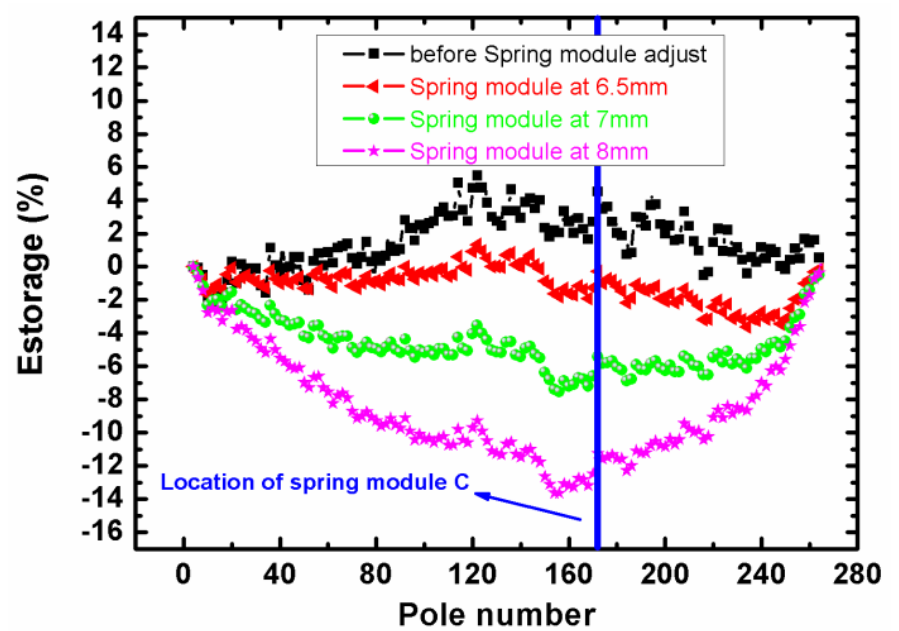 14
12
10
8
6
4
2
0
-2
-4
-6
-8
-10
-12
-14
-16
Estorage (%)
before Spring module adjust
Spring module at 6.5mm
Spring module at 7mm
Spring module at 8mm
Location of spring module C
0 40 80 120 160 200 240 280
Pole number